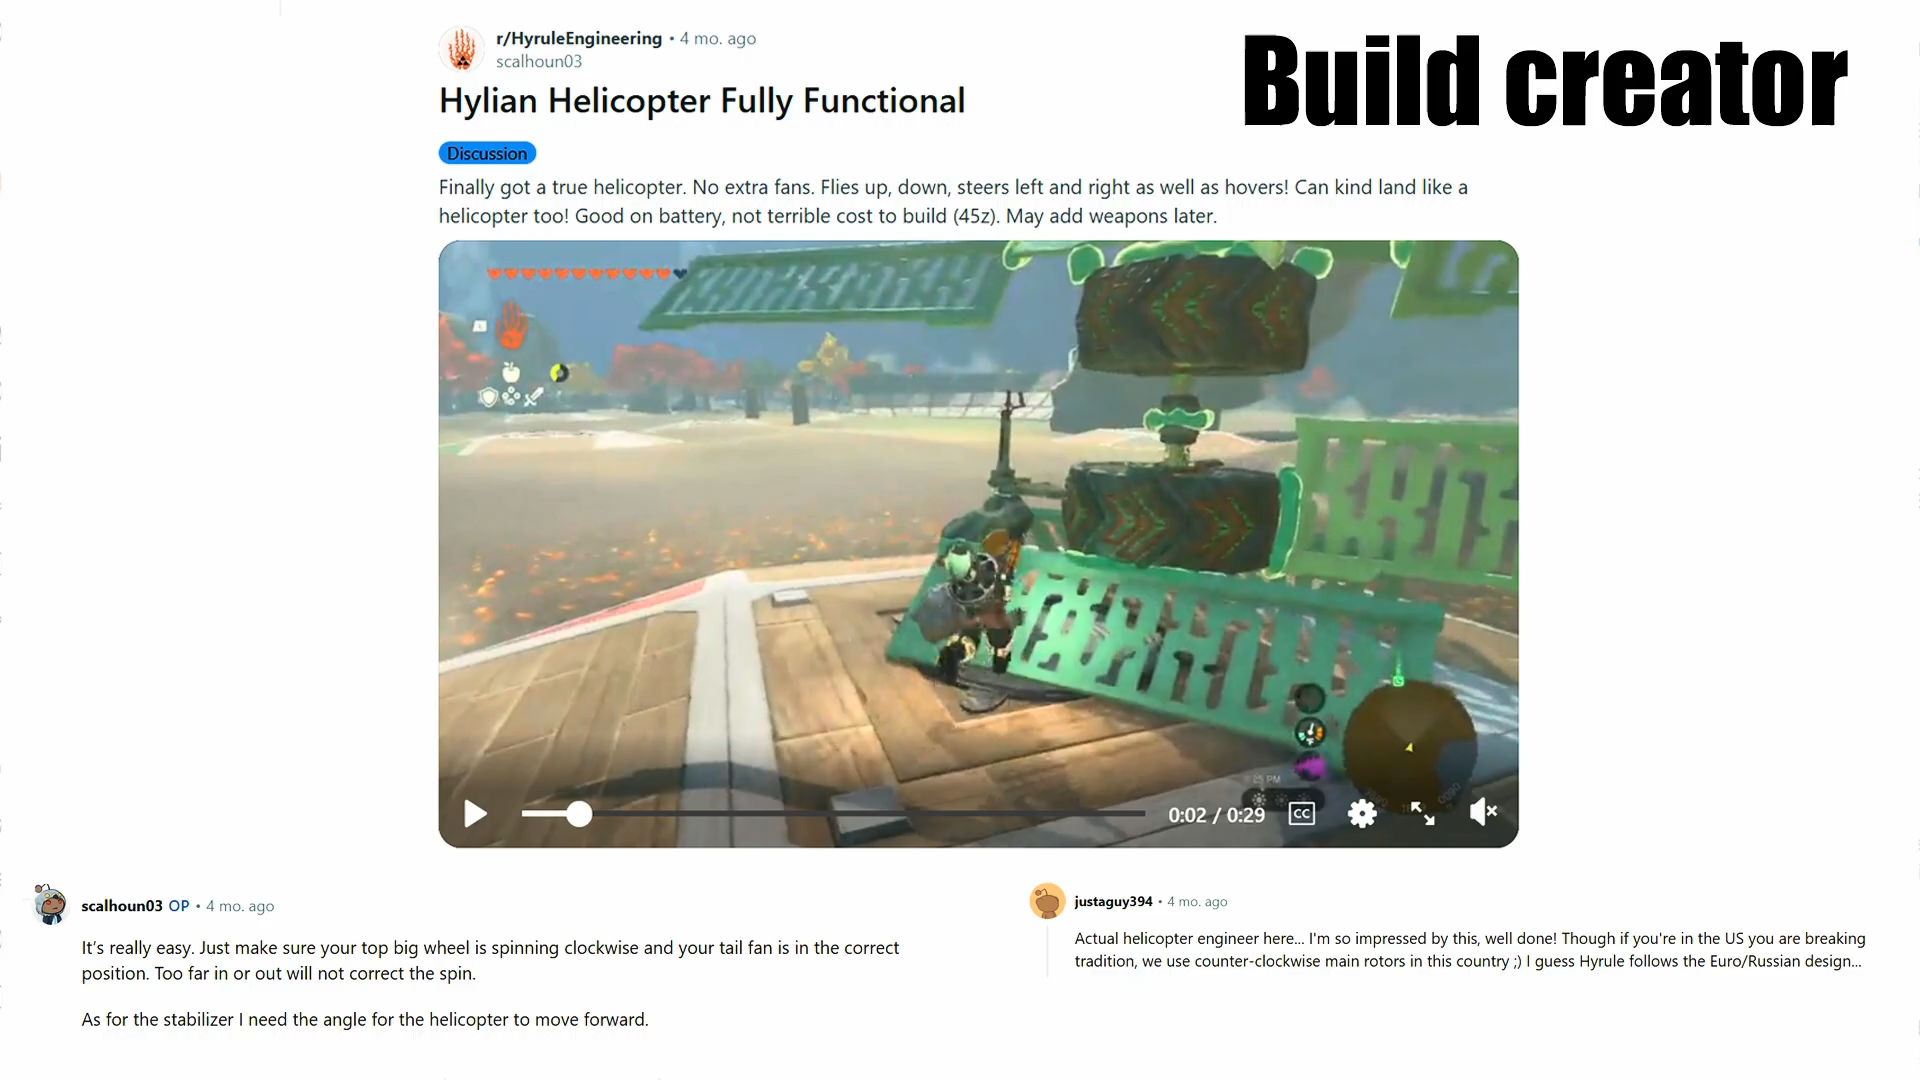 r/HyruleEngineering • 4 mo. ago
scalhoun03
Build creator
Hylian Helicopter Fully Functional
Discussion
Finally got a true helicopter. No extra fans. Flies up, down, steers left and right as well as hovers! Can kind land like a
helicopter too! Good on battery, not terrible cost to build (45z). May add weapons later.
0:02 / 0:29
CC
scalhoun03 OP • 4 mo. ago
It's really easy. Just make sure your top big wheel is spinning clockwise and your tail fan is in the correct
position. Too far in or out will not correct the spin.
As for the stabilizer I need the angle for the helicopter to move forward.
justaguy394 • 4 mo. ago
Actual helicopter engineer here... I'm so impressed by this, well done! Though if you're in the US you are breaking
tradition, we use counter-clockwise main rotors in this country ;) I guess Hyrule follows the Euro/Russian design...